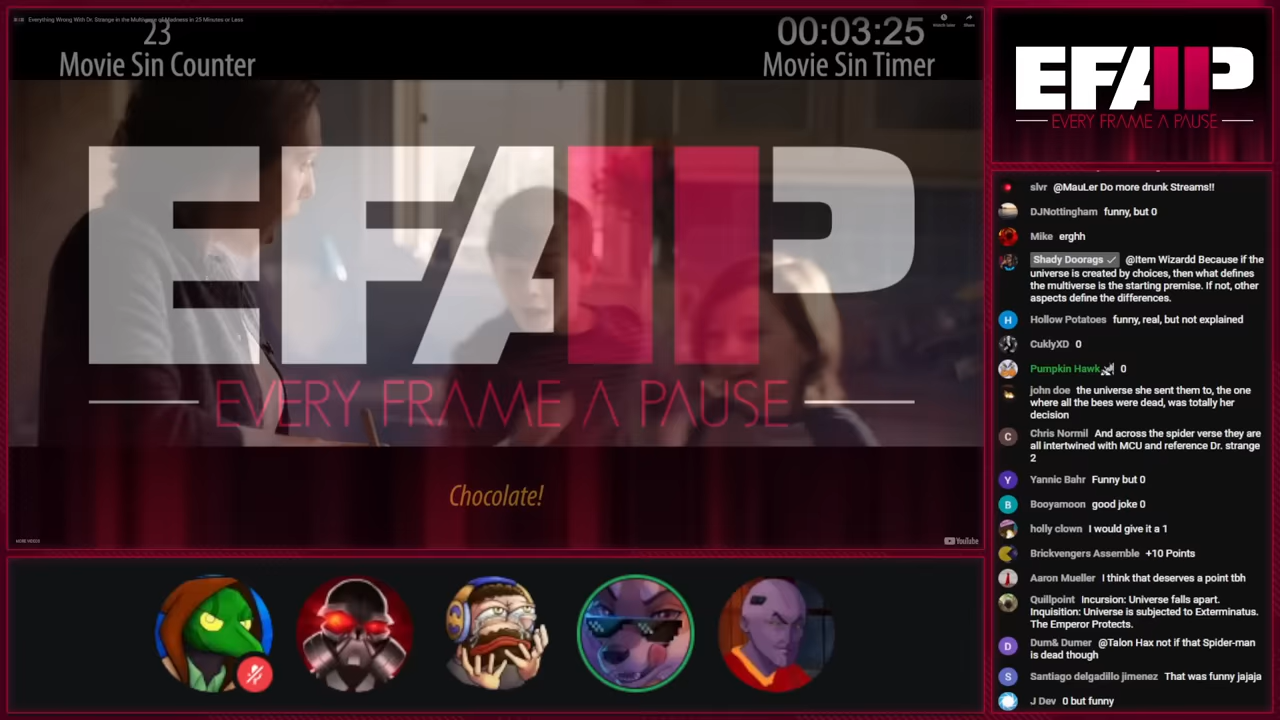 Everything Wrong With Dr. Strange in the Multiverse of Madness in 25 Minutes or Less
Watch later
Share
23
Movie Sin Counter
00:03:25
Movie Sin Timer
EFAP
EVERY FRAME A PAUSE
Chocolate!
MORE VIDEOS
YouTube
EFAP
EVERY FRAME A PAUSE
slvr @MauLer Do more drunk Streams!!
DJNottingham funny, but 0
Mike erghh
Shady Doorags @Item Wizardd Because if the
universe is created by choices, then what defines
the multiverse is the starting premise. If not, other
aspects define the differences.
H Hollow Potatoes funny, real, but not explained
CuklyXD 0
Pumpkin Hawk 0
john doe the universe she sent them to, the one
where all the bees were dead, was totally her
decision
C Chris Normil And across the spider verse they are
all intertwined with MCU and reference Dr. strange
2
Y Yannic Bahr Funny but 0
B Booyamoon good joke 0
holly clown I would give it a 1
Brickvengers Assemble +10 Points
Aaron Mueller I think that deserves a point tbh
Quillpoint Incursion: Universe falls apart.
Inquisition: Universe is subjected to Exterminatus.
The Emperor Protects.
D Dum& Dumer @Talon Hax not if that Spider-man
is dead though
S Santiago delgadillo jimenez That was funny jajaja
J Dev 0 but funny